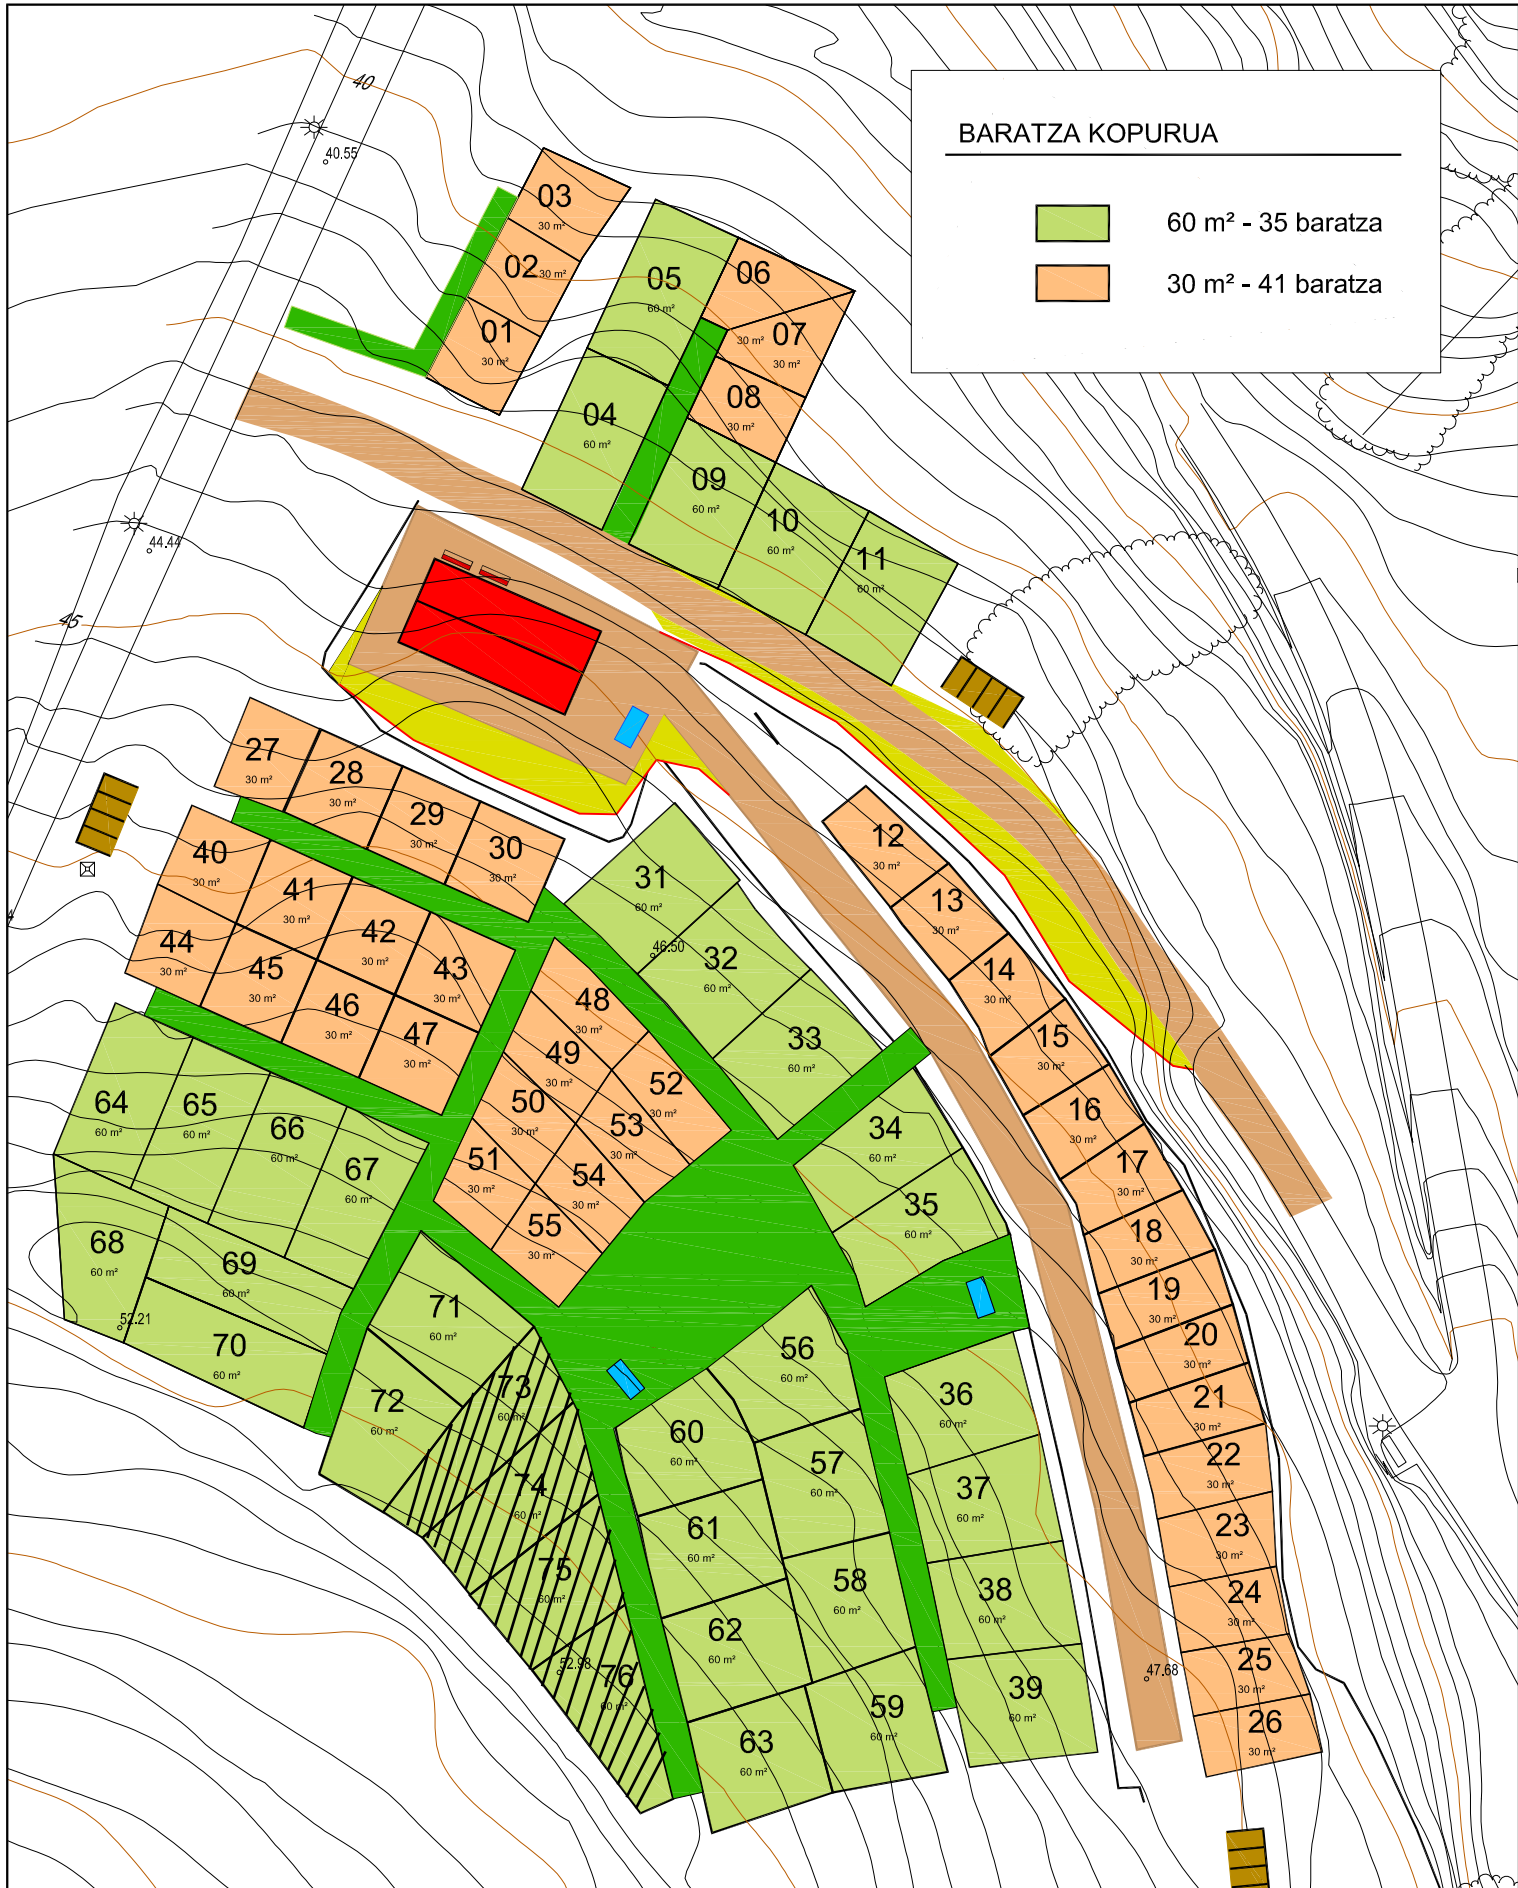 BARATZA KOPURUA
60 m² - 35 baratza
30 m² - 41 baratza
40
40.55
03
30 m²
02 30 m²
01
30 m²
05
60 m²
06
30 m²
07
30 m²
08
30 m²
04
60 m²
09
60 m²
10
60 m²
11
60 m²
44.44
45
27
30 m²
28
30 m²
29
30 m²
30
30 m²
40
30 m²
41
30 m²
42
30 m²
43
30 m²
44
30 m²
45
30 m²
46
30 m²
47
30 m²
31
60 m²
46.50
32
60 m²
33
60 m²
12
30 m²
13
30 m²
14
30 m²
15
30 m²
16
30 m²
17
30 m²
18
30 m²
19
30 m²
20
30 m²
21
30 m²
22
30 m²
23
30 m²
24
30 m²
25
30 m²
26
30 m²
48
30 m²
49
30 m²
50
30 m²
51
30 m²
52
30 m²
53
30 m²
54
30 m²
55
30 m²
34
60 m²
35
60 m²
64
60 m²
65
60 m²
66
60 m²
67
60 m²
68
60 m²
69
60 m²
52.21
70
60 m²
71
60 m²
72
60 m²
73
60 m²
74
60 m²
75
60 m²
52.98
76
60 m²
56
60 m²
57
60 m²
58
60 m²
59
60 m²
60
60 m²
61
60 m²
62
60 m²
63
60 m²
36
60 m²
37
60 m²
38
60 m²
39
60 m²
47.68